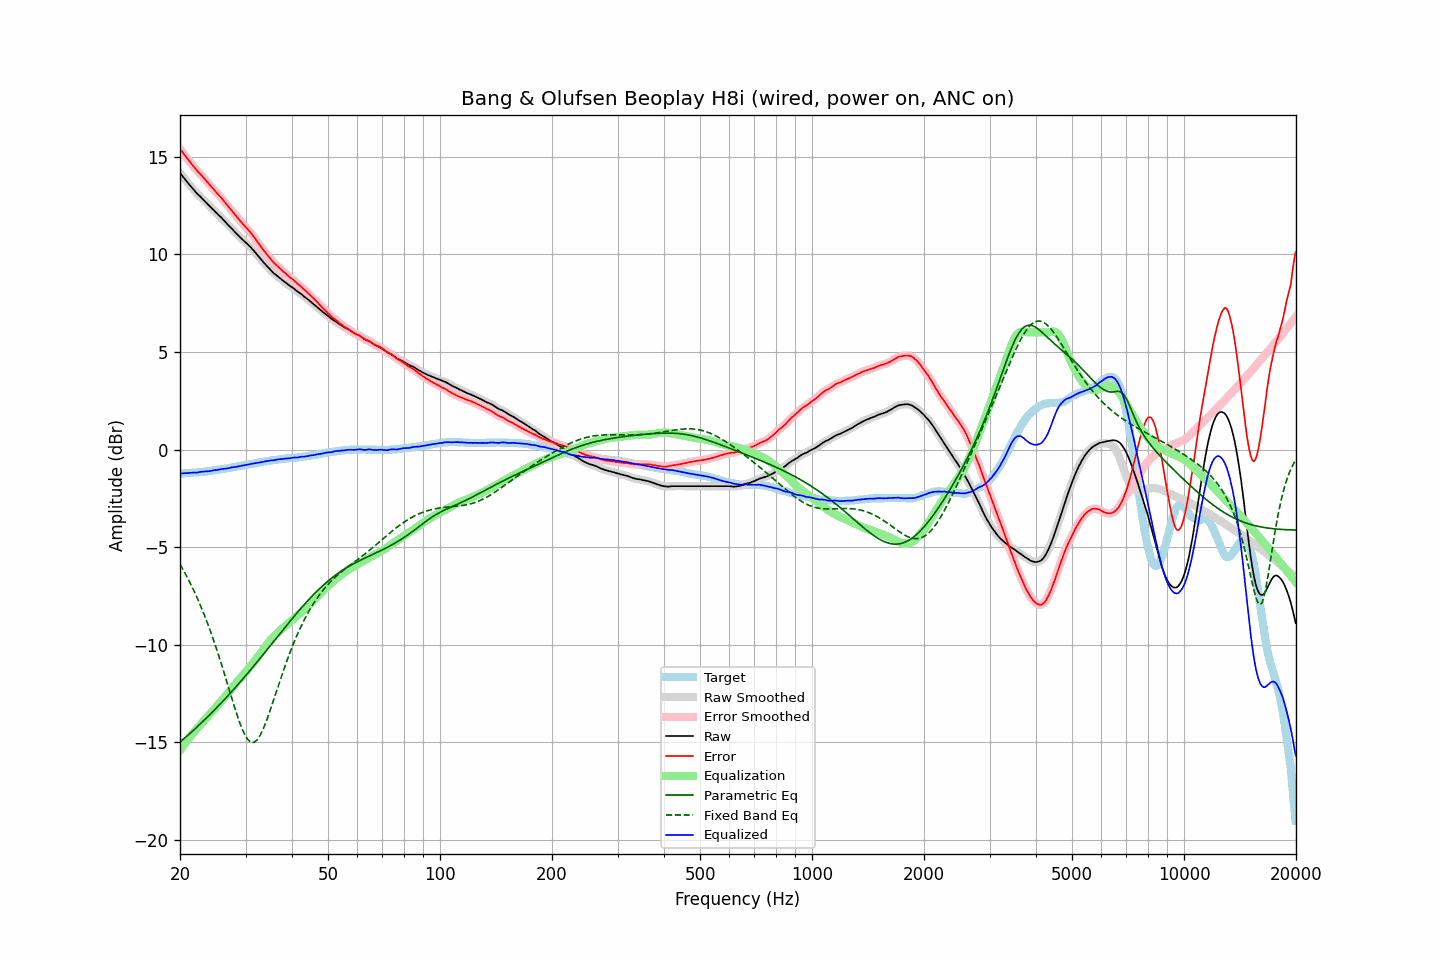 Bang & Olufsen Beoplay H8i (wired, power on, ANC on)
Amplitude (dBr)
15
10
5
0
−5
−10
−15
−20
Target
Raw Smoothed
Error Smoothed
Raw
Error
Equalization
Parametric Eq
Fixed Band Eq
Equalized
20
50
100
200
500
1000
2000
5000
10000
20000
Frequency (Hz)